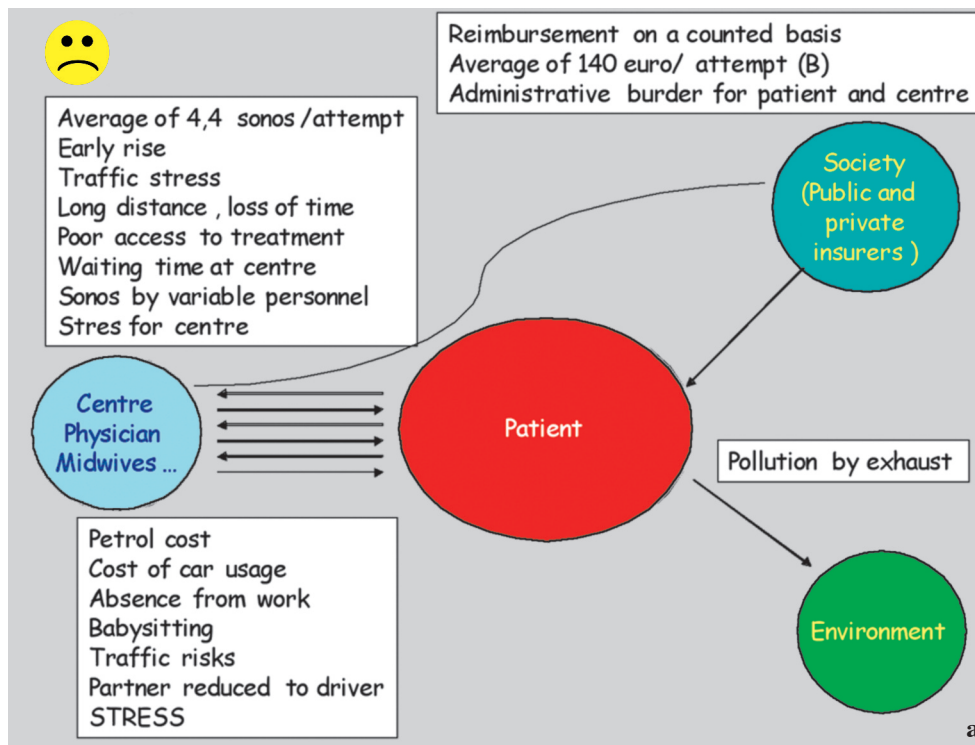 Reimbursement on a counted basis
Average of 140 euro/ attempt (B)
Administrative burder for patient and centre
Average of 4,4 sonos /attempt
Early rise
Traffic stress
Long distance , loss of time
Poor access to treatment
Waiting time at centre
Sonos by variable personnel
Stres for centre
Society
(Public and
private
insurers )
Centre
Physician
Midwives ...
Patient
Pollution by exhaust
Petrol cost
Cost of car usage
Absence from work
Babysitting
Traffic risks
Partner reduced to driver
STRESS
Environment
a